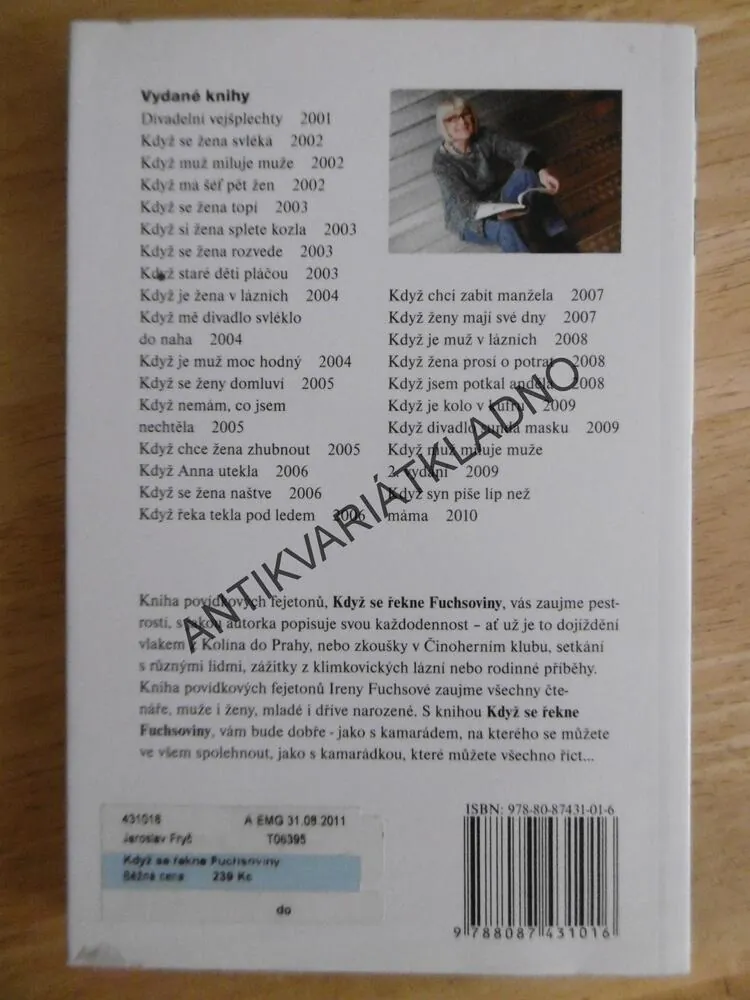 Vydané knihy
Divadelní vejšplechty 2001
Když se žena svléká 2002
Když muž miluje muže 2002
Když má šéf pět žen 2002
Když se žena topí 2003
Když si žena splete kozla 2003
Když se žena rozvede 2003
Když staré děti pláčou 2003
Když je žena v lázních 2004
Když mě divadlo svléklo
do naha 2004
Když je muž moc hodný 2004
Když se ženy domluví 2005
Když nemám, co jsem
nechtěla 2005
Když chce žena zhubnout 2005
Když Anna utekla 2006
Když se žena naštve 2006
Když řeka tekla pod ledem 2006
Když chci zabít manžela 2007
Když ženy mají své dny 2007
Když je muž v lázních 2008
Když žena prosí o potrat 2008
Když jsem potkal anděla 2008
Když je kolo v kufru 2009
Když divadlo sundá masku 2009
Když muž miluje muže
2. vydání 2009
Když syn píše líp než
máma 2010
ANTIKVARIÁTKLADNO
Kniha povídkových fejetonů, Když se řekne Fuchsoviny, vás zaujme pest-
rostí, s jakou autorka popisuje svou každodennost – ať už je to dojíždění
vlakem z Kolína do Prahy, nebo zkoušky v Činoherním klubu, setkání
s různými lidmi, zážitky z klimkovických lázní nebo rodinné příběhy.
Kniha povídkových fejetonů Ireny Fuchsové zaujme všechny čte-
náře, muže i ženy, mladé i dříve narozené. S knihou Když se řekne
Fuchsoviny, vám bude dobře - jako s kamarádem, na kterého se můžete
ve všem spolehnout, jako s kamarádkou, které můžete všechno říct...
431016 A EMG 31.08.2011
Jaroslav Fryč T06395
Když se řekne Fuchsoviny
Běžná cena 239 Kč
do
ISBN: 978-80-87431-01-6
9 788087 431016